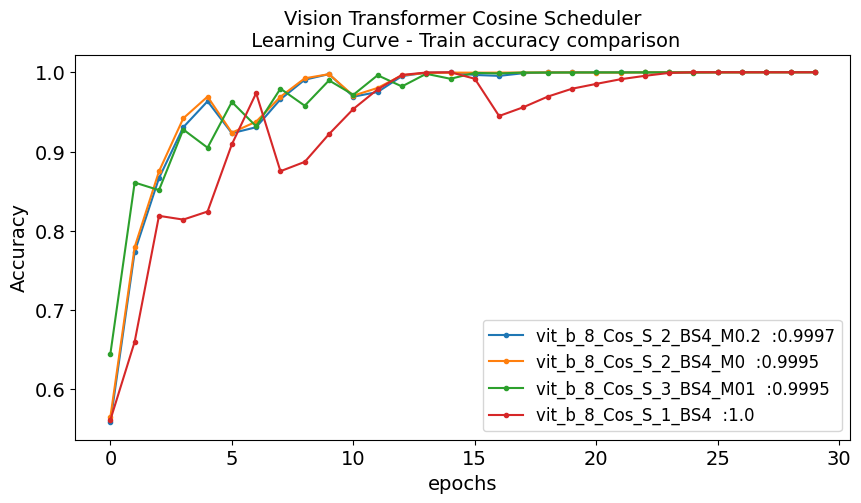 Vision Transformer Cosine Scheduler
Learning Curve - Train accuracy comparison
Accuracy
1.0
0.9
0.8
0.7
0.6
vit_b_8_Cos_S_2_BS4_M0.2 :0.9997
vit_b_8_Cos_S_2_BS4_M0 :0.9995
vit_b_8_Cos_S_3_BS4_M01 :0.9995
vit_b_8_Cos_S_1_BS4 :1.0
0 5 10 15 20 25 30
epochs